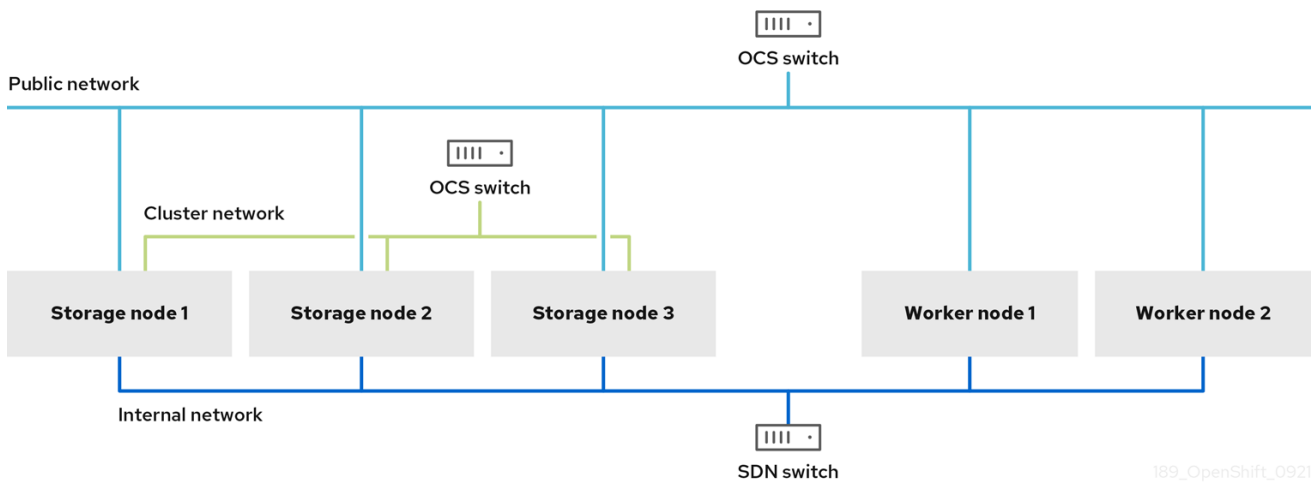 OCS switch
Public network
OCS switch
Cluster network
Storage node 1
Storage node 2
Storage node 3
Worker node 1
Worker node 2
Internal network
SDN switch
189_OpenShift_0921